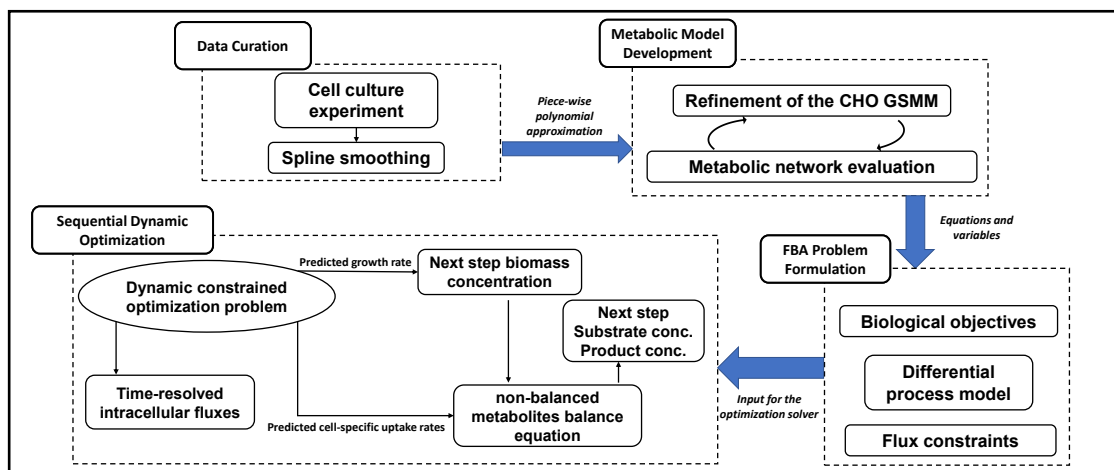 Data Curation
Cell culture
experiment
Spline smoothing
Piece-wise
polynomial
approximation
Metabolic Model
Development
Refinement of the CHO GSMM
Metabolic network evaluation
Equations and
variables
FBA Problem
Formulation
Biological objectives
Differential
process model
Flux constraints
Input for the
optimization solver
Sequential Dynamic
Optimization
Dynamic constrained
optimization problem
Predicted growth rate
Next step biomass
concentration
Next step
Substrate conc.
Product conc.
Time-resolved
intracellular fluxes
Predicted cell-specific uptake rates
non-balanced
metabolites balance
equation